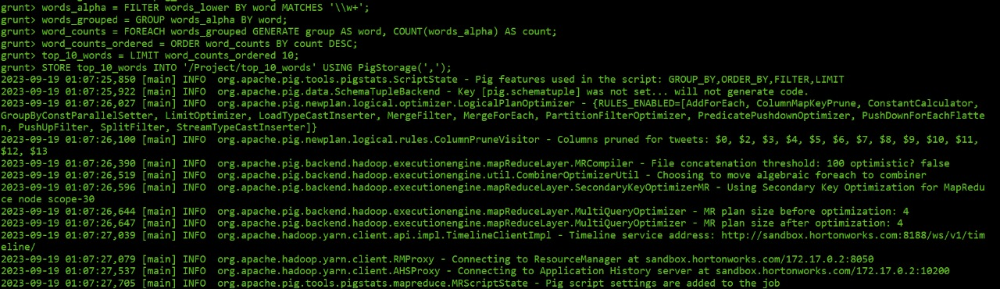 grunt> words_alpha = FILTER words_lower BY word MATCHES '\\w+';
grunt> words_grouped = GROUP words_alpha BY word;
grunt> word_counts = FOREACH words_grouped GENERATE group AS word, COUNT(words_alpha) AS count;
grunt> word_counts_ordered = ORDER word_counts BY count DESC;
grunt> top_10_words = LIMIT word_counts_ordered 10;
grunt> STORE top_10_words INTO '/Project/top_10_words' USING PigStorage(',');
2023-09-19 01:07:25,850 [main] INFO  org.apache.pig.tools.pigstats.ScriptState - Pig features used in the script: GROUP_BY,ORDER_BY,FILTER,LIMIT
2023-09-19 01:07:25,922 [main] INFO  org.apache.pig.data.SchemaTupleBackend - Key [pig.schematuple] was not set... will not generate code.
2023-09-19 01:07:26,027 [main] INFO  org.apache.pig.newplan.logical.optimizer.LogicalPlanOptimizer - {RULES_ENABLED=[AddForEach, ColumnMapKeyPrune, ConstantCalculator,
GroupByConstParallelSetter, LimitOptimizer, LoadTypeCastInserter, MergeFilter, MergeForEach, PartitionFilterOptimizer, PredicatePushdownOptimizer, PushDownForEachFlatte
n, PushUpFilter, SplitFilter, StreamTypeCastInserter]}
2023-09-19 01:07:26,100 [main] INFO  org.apache.pig.newplan.logical.rules.ColumnPruneVisitor - Columns pruned for tweets: $0, $2, $3, $4, $5, $6, $7, $8, $9, $10, $11,
$12, $13
2023-09-19 01:07:26,390 [main] INFO  org.apache.pig.backend.hadoop.executionengine.mapReduceLayer.MRCompiler - File concatenation threshold: 100 optimistic? false
2023-09-19 01:07:26,519 [main] INFO  org.apache.pig.backend.hadoop.executionengine.util.CombinerOptimizerUtil - Choosing to move algebraic foreach to combiner
2023-09-19 01:07:26,596 [main] INFO  org.apache.pig.backend.hadoop.executionengine.mapReduceLayer.SecondaryKeyOptimizerMR - Using Secondary Key Optimization for MapRedu
ce node scope-30
2023-09-19 01:07:26,644 [main] INFO  org.apache.pig.backend.hadoop.executionengine.mapReduceLayer.MultiQueryOptimizer - MR plan size before optimization: 4
2023-09-19 01:07:26,647 [main] INFO  org.apache.pig.backend.hadoop.executionengine.mapReduceLayer.MultiQueryOptimizer - MR plan size after optimization: 4
2023-09-19 01:07:27,039 [main] INFO  org.apache.hadoop.yarn.client.api.impl.TimelineClientImpl - Timeline service address: http://sandbox.hortonworks.com:8188/ws/v1/tim
eline/
2023-09-19 01:07:27,079 [main] INFO  org.apache.hadoop.yarn.client.RMProxy - Connecting to ResourceManager at sandbox.hortonworks.com/172.17.0.2:8050
2023-09-19 01:07:27,537 [main] INFO  org.apache.hadoop.yarn.client.AHSProxy - Connecting to Application History server at sandbox.hortonworks.com/172.17.0.2:10200
2023-09-19 01:07:27,705 [main] INFO  org.apache.pig.tools.pigstats.mapreduce.MRScriptState - Pig script settings are added to the job